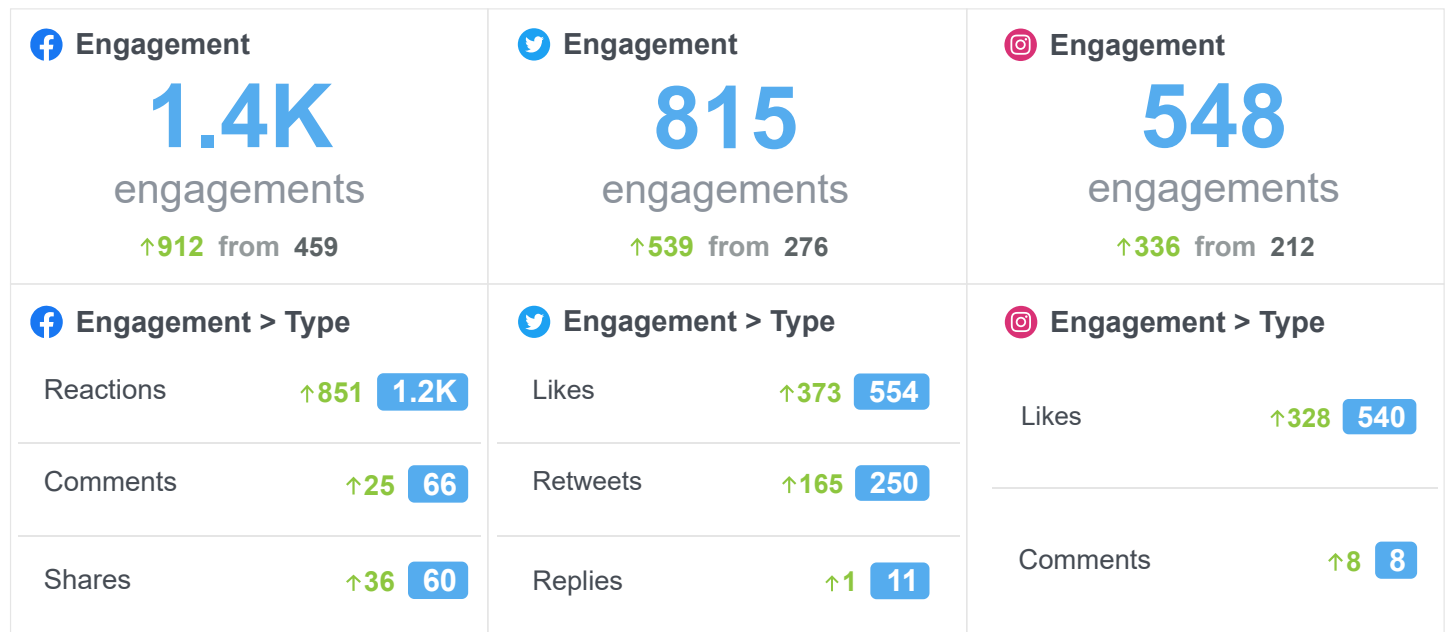 Engagement
1.4K
engagements
↑912 from 459
Engagement
815
engagements
↑539 from 276
Engagement
548
engagements
↑336 from 212
Engagement > Type
Reactions ↑851 1.2K
Comments ↑25 66
Shares ↑36 60
Engagement > Type
Likes ↑373 554
Retweets ↑165 250
Replies ↑1 11
Engagement > Type
Likes ↑328 540
Comments ↑8 8